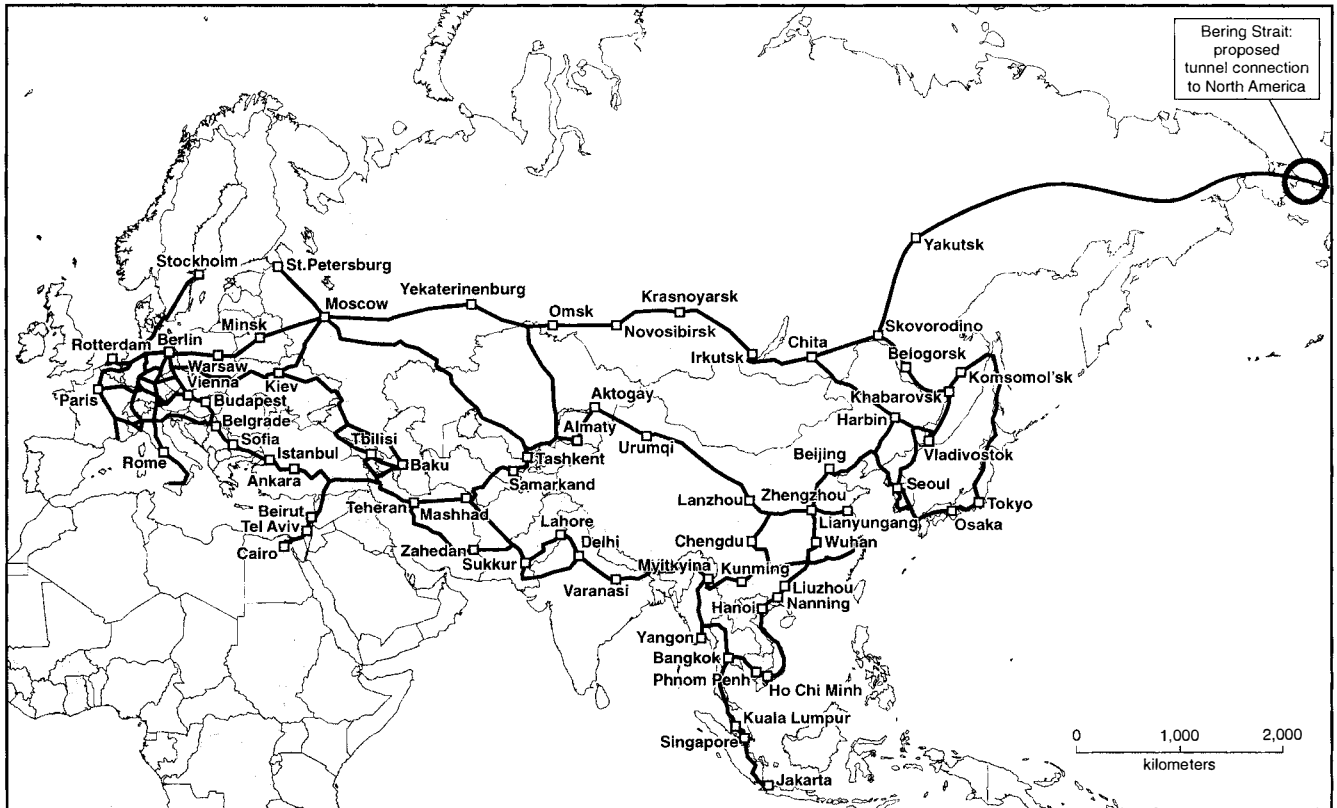 Bering Strait:
proposed
tunnel connection
to North America
Yakutsk
Stockholm
St.Petersburg
Moscow
Yekaterinenburg
Omsk
Krasnoyarsk
Novosibirsk
Skovorodino
Minsk
Rotterdam
Berlin
Irkutsk
Chita
Belogorsk
Warsaw
Vienna
Kiev
Komsomol'sk
Paris
Budapest
Aktogay
Khabarovsk
Belgrade
Harbin
Sofia
Tbilisi
Almaty
Urumqi
Istanbul
Vladivostok
Rome
Baku
Tashkent
Beijing
Ankara
Samarkand
Seoul
Beirut
Teheran
Mashhad
Lanzhou
Zhengzhou
Tokyo
Tel Aviv
Lahore
Lianyungang
Osaka
Cairo
Zahedan
Delhi
Chengdu
Wuhan
Sukkur
Myitkyina
Kunming
Varanasi
Liuzhou
Hanoi
Nanning
Yangon
Bangkok
Phnom Penh
Ho Chi Minh
Kuala Lumpur
Singapore
Jakarta
0 1,000 2,000
kilometers